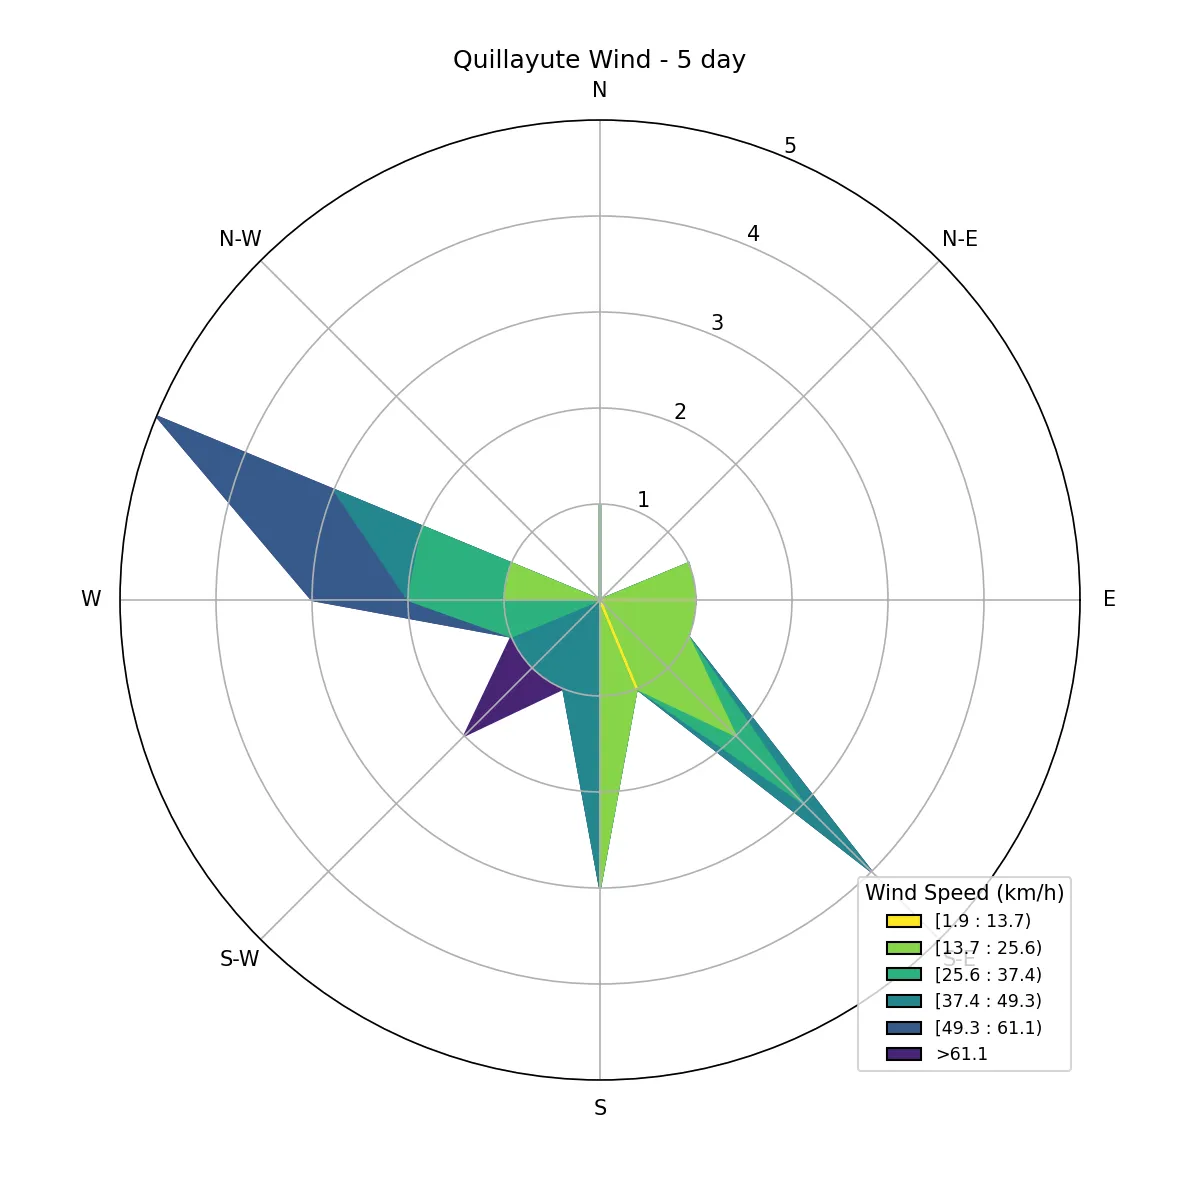 Quillayute Wind - 5 day
N
5
N-W
4
N-E
3
2
1
W
E
Wind Speed (km/h)
[1.9 : 13.7)
[13.7 : 25.6)
S-W
S-E
[25.6 : 37.4)
[37.4 : 49.3)
[49.3 : 61.1)
>61.1
S